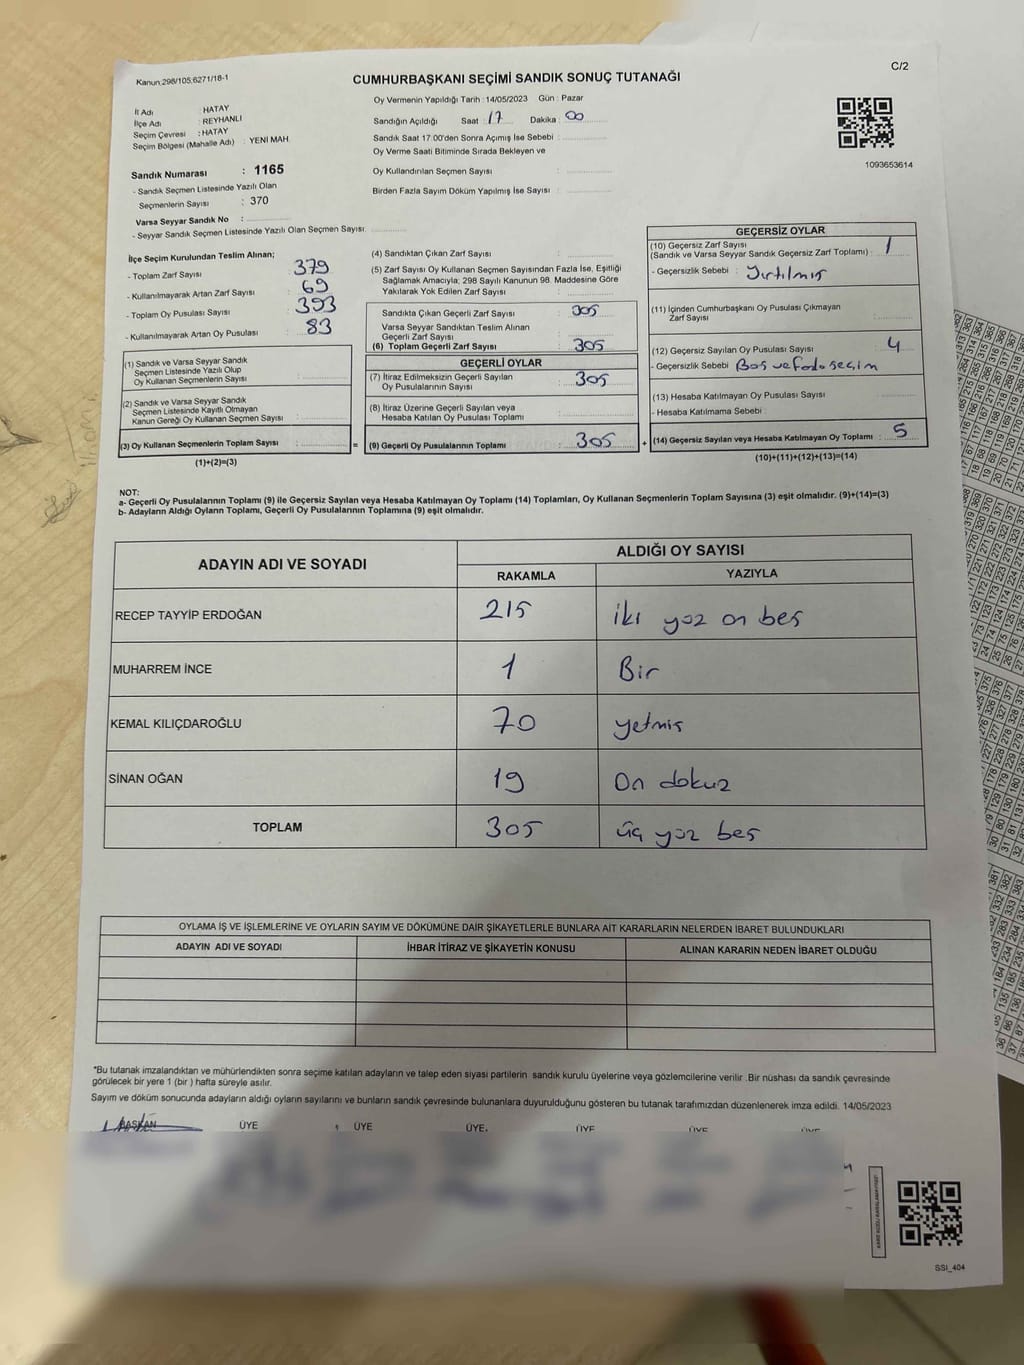 Kanun:298/105;6271/18-1
CUMHURBAŞKANI SEÇİMİ SANDIK SONUÇ TUTANAĞI
C/2
İl Adı : HATAY
İlçe Adı : REYHANLI
Seçim Çevresi : HATAY
Seçim Bölgesi (Mahalle Adı) : YENİ MAH.
Sandık Numarası : 1165
- Sandık Seçmen Listesinde Yazılı Olan
Seçmenlerin Sayısı : 370
Varsa Seyyar Sandık No :
- Seyyar Sandık Seçmen Listesinde Yazılı Olan Seçmen Sayısı:
Oy Vermenin Yapıldığı Tarih : 14/05/2023 Gün : Pazar
Sandığın Açıldığı Saat : 17 Dakika : 00
Sandık Saat 17.00'den Sonra Açımış İse Sebebi :
Oy Verme Saati Bitiminde Sırada Bekleyen ve
Oy Kullandırılan Seçmen Sayısı :
Birden Fazla Sayım Döküm Yapılmış İse Sayısı :
1093653614
İlçe Seçim Kurulundan Teslim Alınan;
- Toplam Zarf Sayısı : 379
- Kullanılmayarak Artan Zarf Sayısı : 69
- Toplam Oy Pusulası Sayısı : 393
- Kullanılmayarak Artan Oy Pusulası : 83
(1) Sandık ve Varsa Seyyar Sandık
Seçmen Listesinde Yazılı Olup
Oy Kullanan Seçmenlerin Sayısı :
(2) Sandık ve Varsa Seyyar Sandık
Seçmen Listesinde Kayıtlı Olmayan
Kanun Gereği Oy Kullanan Seçmen Sayısı :
(3) Oy Kullanan Seçmenlerin Toplam Sayısı :
(1)+(2)=(3)
(4) Sandıktan Çıkan Zarf Sayısı :
(5) Zarf Sayısı Oy Kullanan Seçmen Sayısından Fazla İse, Eşitliği
Sağlamak Amacıyla; 298 Sayılı Kanunun 98. Maddesine Göre
Yakılarak Yok Edilen Zarf Sayısı :
Sandıkta Çıkan Geçerli Zarf Sayısı : 305
Varsa Seyyar Sandıktan Teslim Alınan
Geçerli Zarf Sayısı :
(6) Toplam Geçerli Zarf Sayısı : 305
GEÇERLİ OYLAR
(7) İtiraz Edilmeksizin Geçerli Sayılan
Oy Pusulalarının Sayısı : 305
(8) İtiraz Üzerine Geçerli Sayılan veya
Hesaba Katılan Oy Pusulaları Toplamı :
= (9) Geçerli Oy Pusulalarının Toplamı : 305 +
GEÇERSİZ OYLAR
(10) Geçersiz Zarf Sayısı
(Sandık ve Varsa Seyyar Sandık Geçersiz Zarf Toplamı) : 1
- Geçersizlik Sebebi : Yırtılmış
(11) İçinden Cumhurbaşkanı Oy Pusulası Çıkmayan
Zarf Sayısı :
(12) Geçersiz Sayılan Oy Pusulası Sayısı : 4
- Geçersizlik Sebebi : Boş ve Fazla seçim
(13) Hesaba Katılmayan Oy Pusulası Sayısı :
- Hesaba Katılmama Sebebi :
(14) Geçersiz Sayılan veya Hesaba Katılmayan Oy Toplamı : 5
(10)+(11)+(12)+(13)=(14)
NOT:
a- Geçerli Oy Pusulalarının Toplamı (9) ile Geçersiz Sayılan veya Hesaba Katılmayan Oy Toplamı (14) Toplamları, Oy Kullanan Seçmenlerin Toplam Sayısına (3) eşit olmalıdır. (9)+(14)=(3)
b- Adayların Aldığı Oyların Toplamı, Geçerli Oy Pusulalarının Toplamına (9) eşit olmalıdır.
ADAYIN ADI VE SOYADI
ALDIĞI OY SAYISI
RAKAMLA YAZIYLA
RECEP TAYYİP ERDOĞAN 215 iki yüz on beş
MUHARREM İNCE 1 Bir
KEMAL KILIÇDAROĞLU 70 yetmiş
SİNAN OĞAN 19 On dokuz
TOPLAM 305 üç yüz beş
OYLAMA İŞ VE İŞLEMLERİNE VE OYLARIN SAYIM VE DÖKÜMÜNE DAİR ŞİKAYETLERLE BUNLARA AİT KARARLARIN NELERDEN İBARET BULUNDUKLARI
ADAYIN ADI VE SOYADI İHBAR İTİRAZ VE ŞİKAYETİN KONUSU ALINAN KARARIN NEDEN İBARET OLDUĞU
*Bu tutanak imzalandıktan ve mühürlendikten sonra seçime katılan adayların ve talep eden siyasi partilerin sandık kurulu üyelerine veya gözlemcilerine verilir .Bir nüshası da sandık çevresinde
görülecek bir yere 1 (bir ) hafta süreyle asılır.
Sayım ve döküm sonucunda adayların aldığı oyların sayılarını ve bunların sandık çevresinde bulunanlara duyurulduğunu gösteren bu tutanak tarafımızdan düzenlenerek imza edildi. 14/05/2023
BAŞKAN ÜYE ÜYE ÜYE ÜYE ÜYE ÜYE
SSI_404